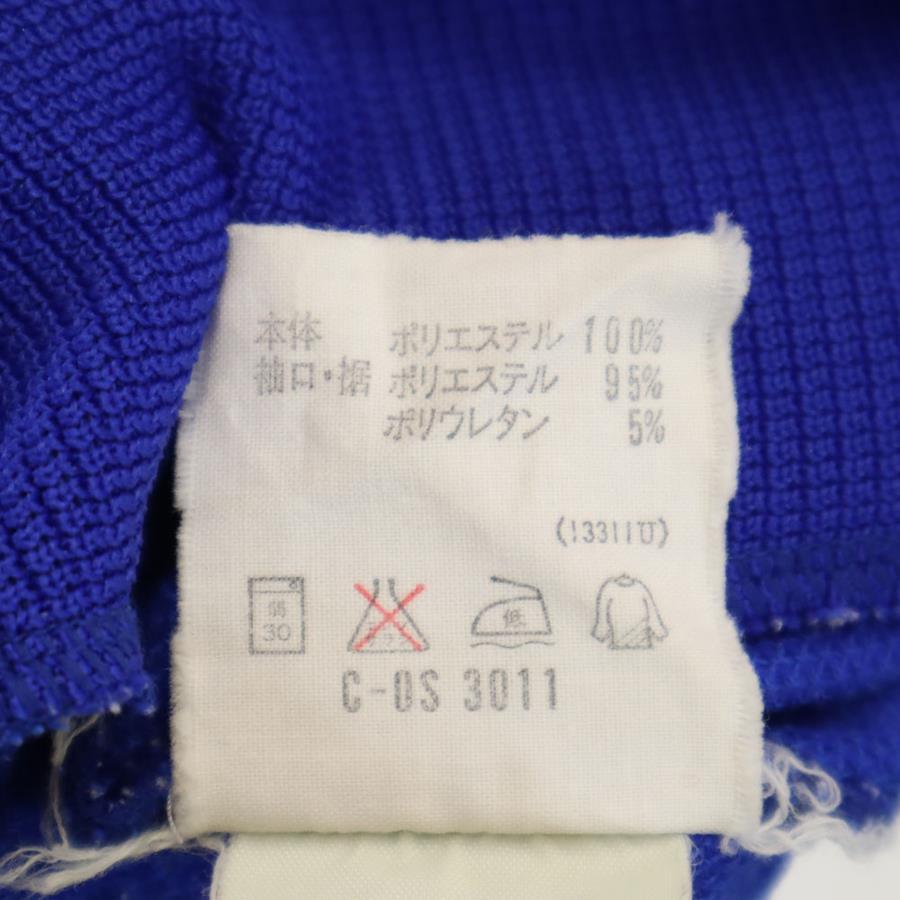 本体 ポリエステル 100%
袖口・裾 ポリエステル 95%
ポリウレタン 5%
(13311U)
弱 30
低
C-OS 3011